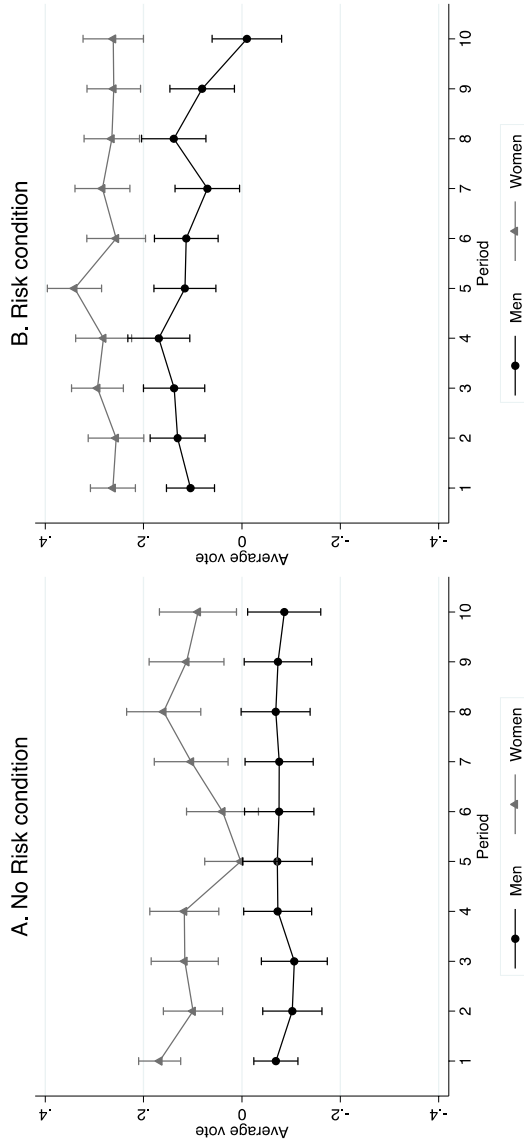 A. No Risk condition
Average vote
.4
.2
0
-.2
-.4
1 2 3 4 5 6 7 8 9 10
Period
Men Women
B. Risk condition
Average vote
.4
.2
0
-.2
-.4
1 2 3 4 5 6 7 8 9 10
Period
Men Women